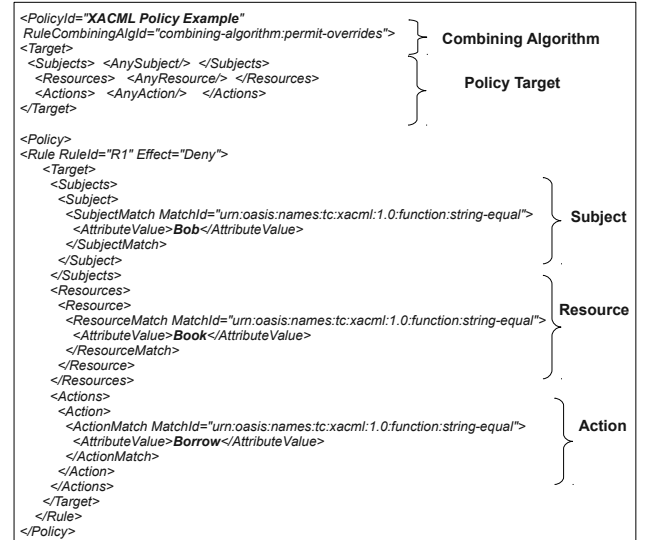 <PolicyId="XACML Policy Example"
RuleCombiningAlgId="combining-algorithm:permit-overrides">
Combining Algorithm
<Target>
<Subjects> <AnySubject/> </Subjects>
<Resources> <AnyResource/> </Resources>
Policy Target
<Actions> <AnyAction/> </Actions>
</Target>
<Policy>
<Rule RuleId="R1" Effect="Deny">
<Target>
<Subjects>
<Subject>
<SubjectMatch MatchId="urn:oasis:names:tc:xacml:1.0:function:string-equal">
Subject
<AttributeValue>Bob</AttributeValue>
</SubjectMatch>
</Subject>
</Subjects>
<Resources>
<Resource>
Resource
<ResourceMatch MatchId="urn:oasis:names:tc:xacml:1.0:function:string-equal">
<AttributeValue>Book</AttributeValue>
</ResourceMatch>
</Resource>
</Resources>
<Actions>
<Action>
<ActionMatch MatchId="urn:oasis:names:tc:xacml:1.0:function:string-equal">
Action
<AttributeValue>Borrow</AttributeValue>
</ActionMatch>
</Action>
</Actions>
</Target>
</Rule>
</Policy>